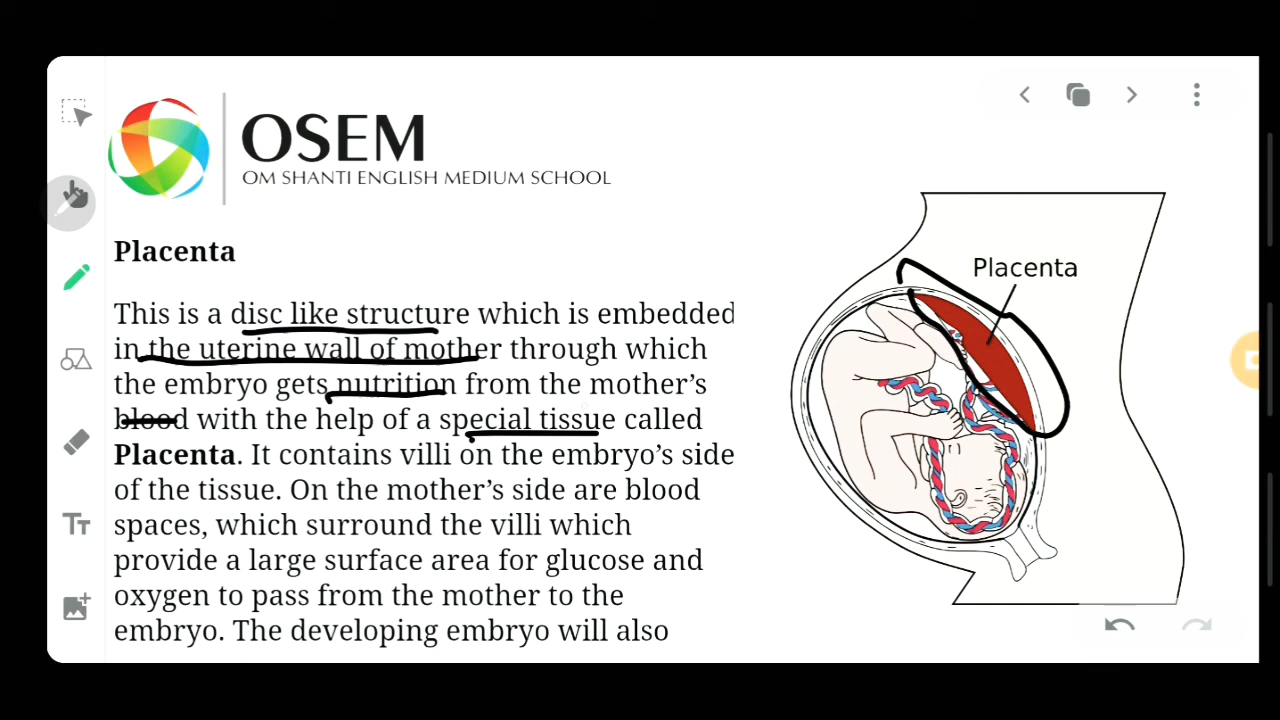 OSEM
OM SHANTI ENGLISH MEDIUM SCHOOL
Placenta
This is a disc like structure which is embedded
in the uterine wall of mother through which
the embryo gets nutrition from the mother’s
blood with the help of a special tissue called
Placenta. It contains villi on the embryo’s side
of the tissue. On the mother’s side are blood
spaces, which surround the villi which
provide a large surface area for glucose and
oxygen to pass from the mother to the
embryo. The developing embryo will also
Placenta
TT